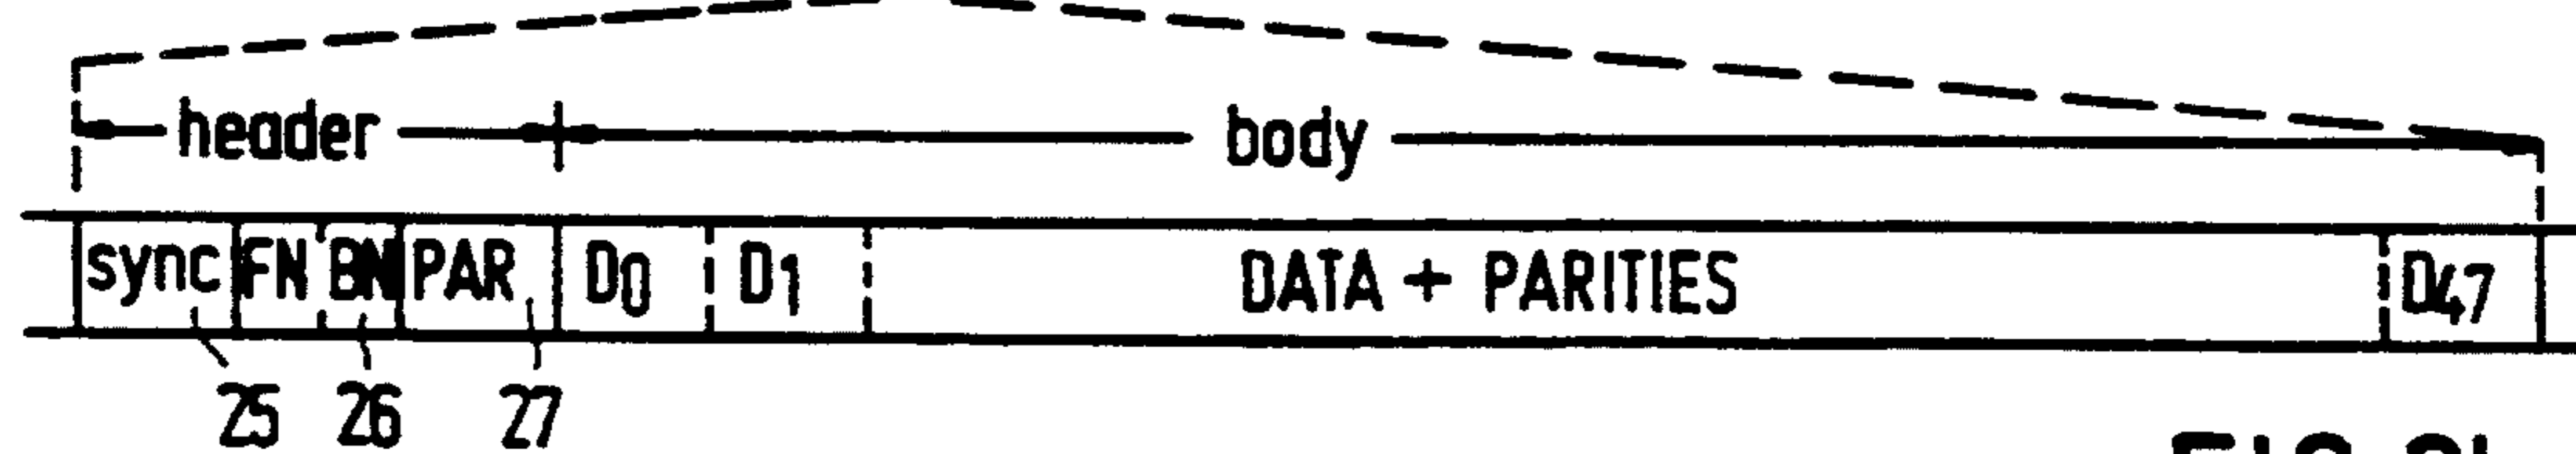 header body
sync FN BN PAR D0 D1 DATA + PARITIES D47
25 26 27